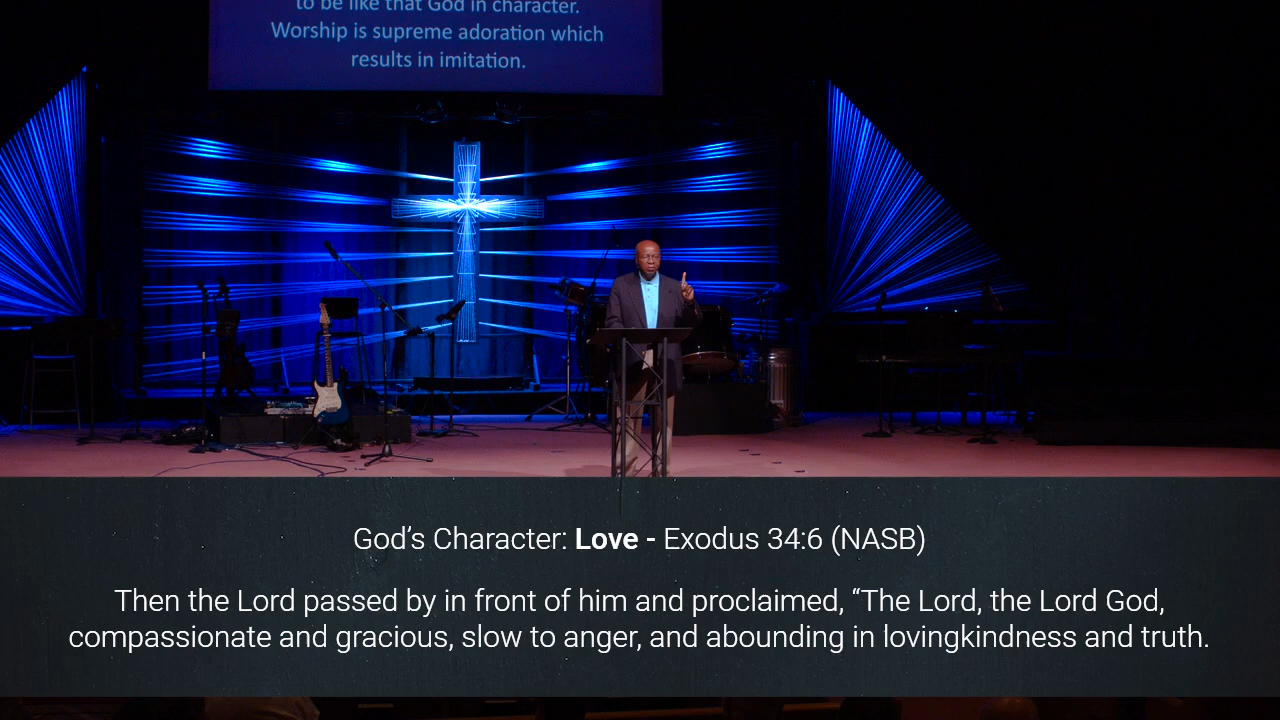 to be like that God in character.
Worship is supreme adoration which
results in imitation.
God’s Character: Love - Exodus 34:6 (NASB)
Then the Lord passed by in front of him and proclaimed, “The Lord, the Lord God,
compassionate and gracious, slow to anger, and abounding in lovingkindness and truth.